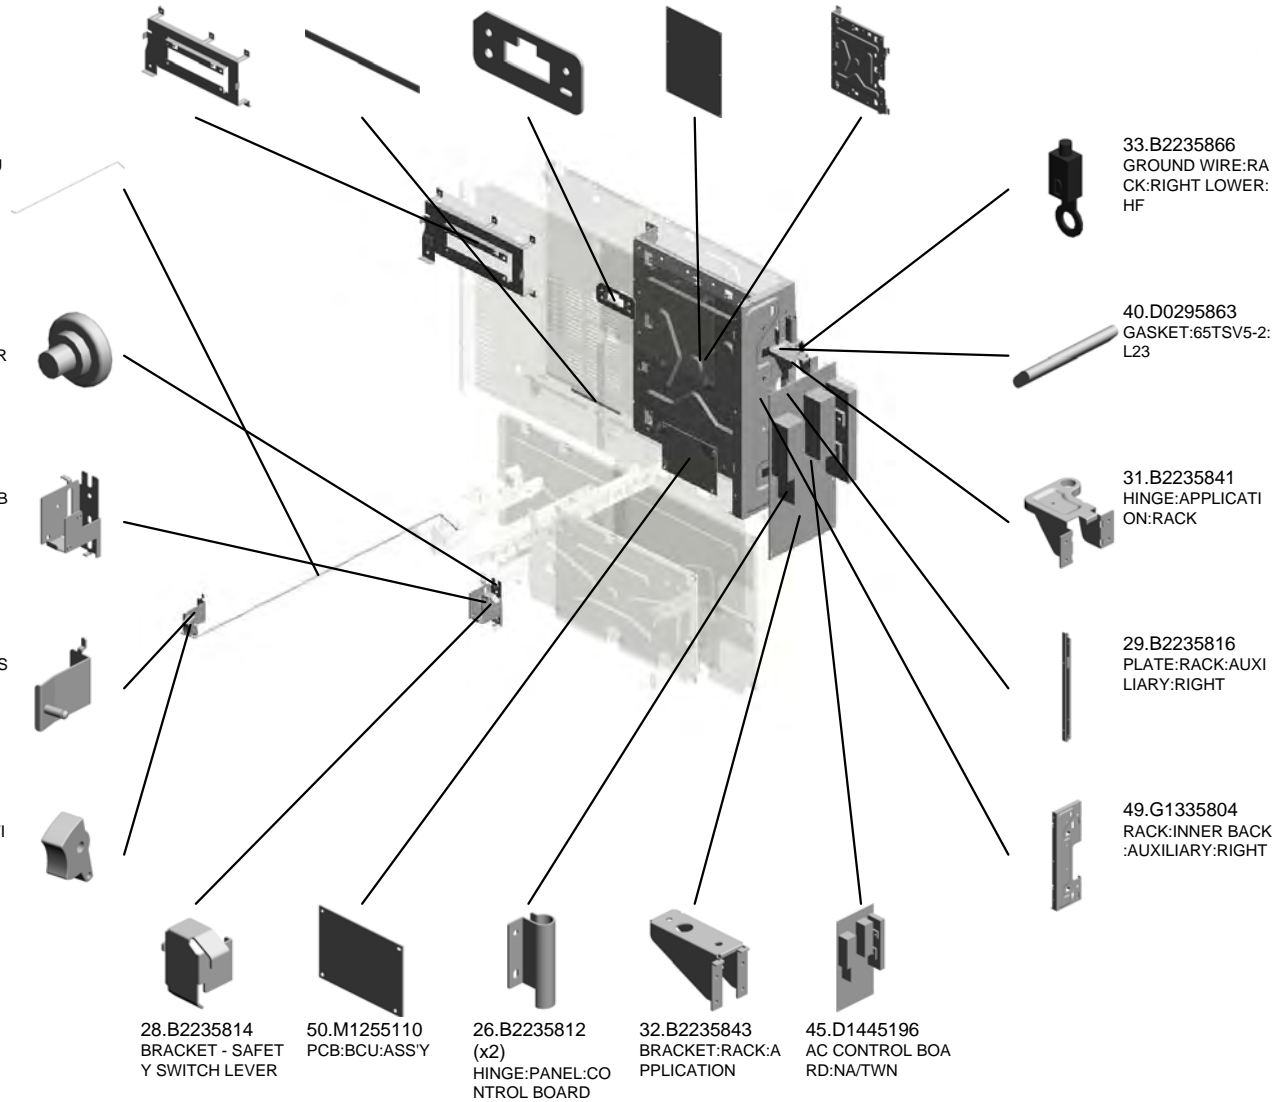 33.B2235866
GROUND WIRE:RA
CK:RIGHT LOWER:
HF
40.D0295863
GASKET:65TSV5-2:
L23
R
31.B2235841
HINGE:APPLICATI
ON:RACK
B
29.B2235816
PLATE:RACK:AUXI
LIARY:RIGHT
S
49.G1335804
RACK:INNER BACK
:AUXILIARY:RIGHT
28.B2235814
BRACKET - SAFET
Y SWITCH LEVER
50.M1255110
PCB:BCU:ASS'Y
26.B2235812
(x2)
HINGE:PANEL:CO
NTROL BOARD
32.B2235843
BRACKET:RACK:A
PPLICATION
45.D1445196
AC CONTROL BOA
RD:NA/TWN